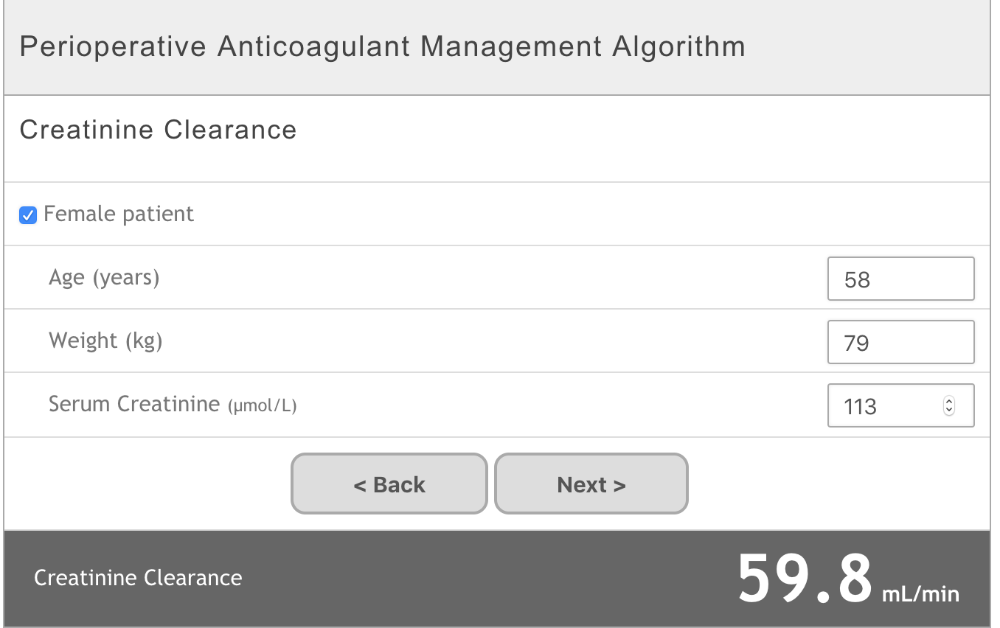 Perioperative Anticoagulant Management Algorithm
Creatinine Clearance
Female patient
Age (years) 58
Weight (kg) 79
Serum Creatinine (μmol/L) 113
< Back Next >
Creatinine Clearance 59.8 mL/min